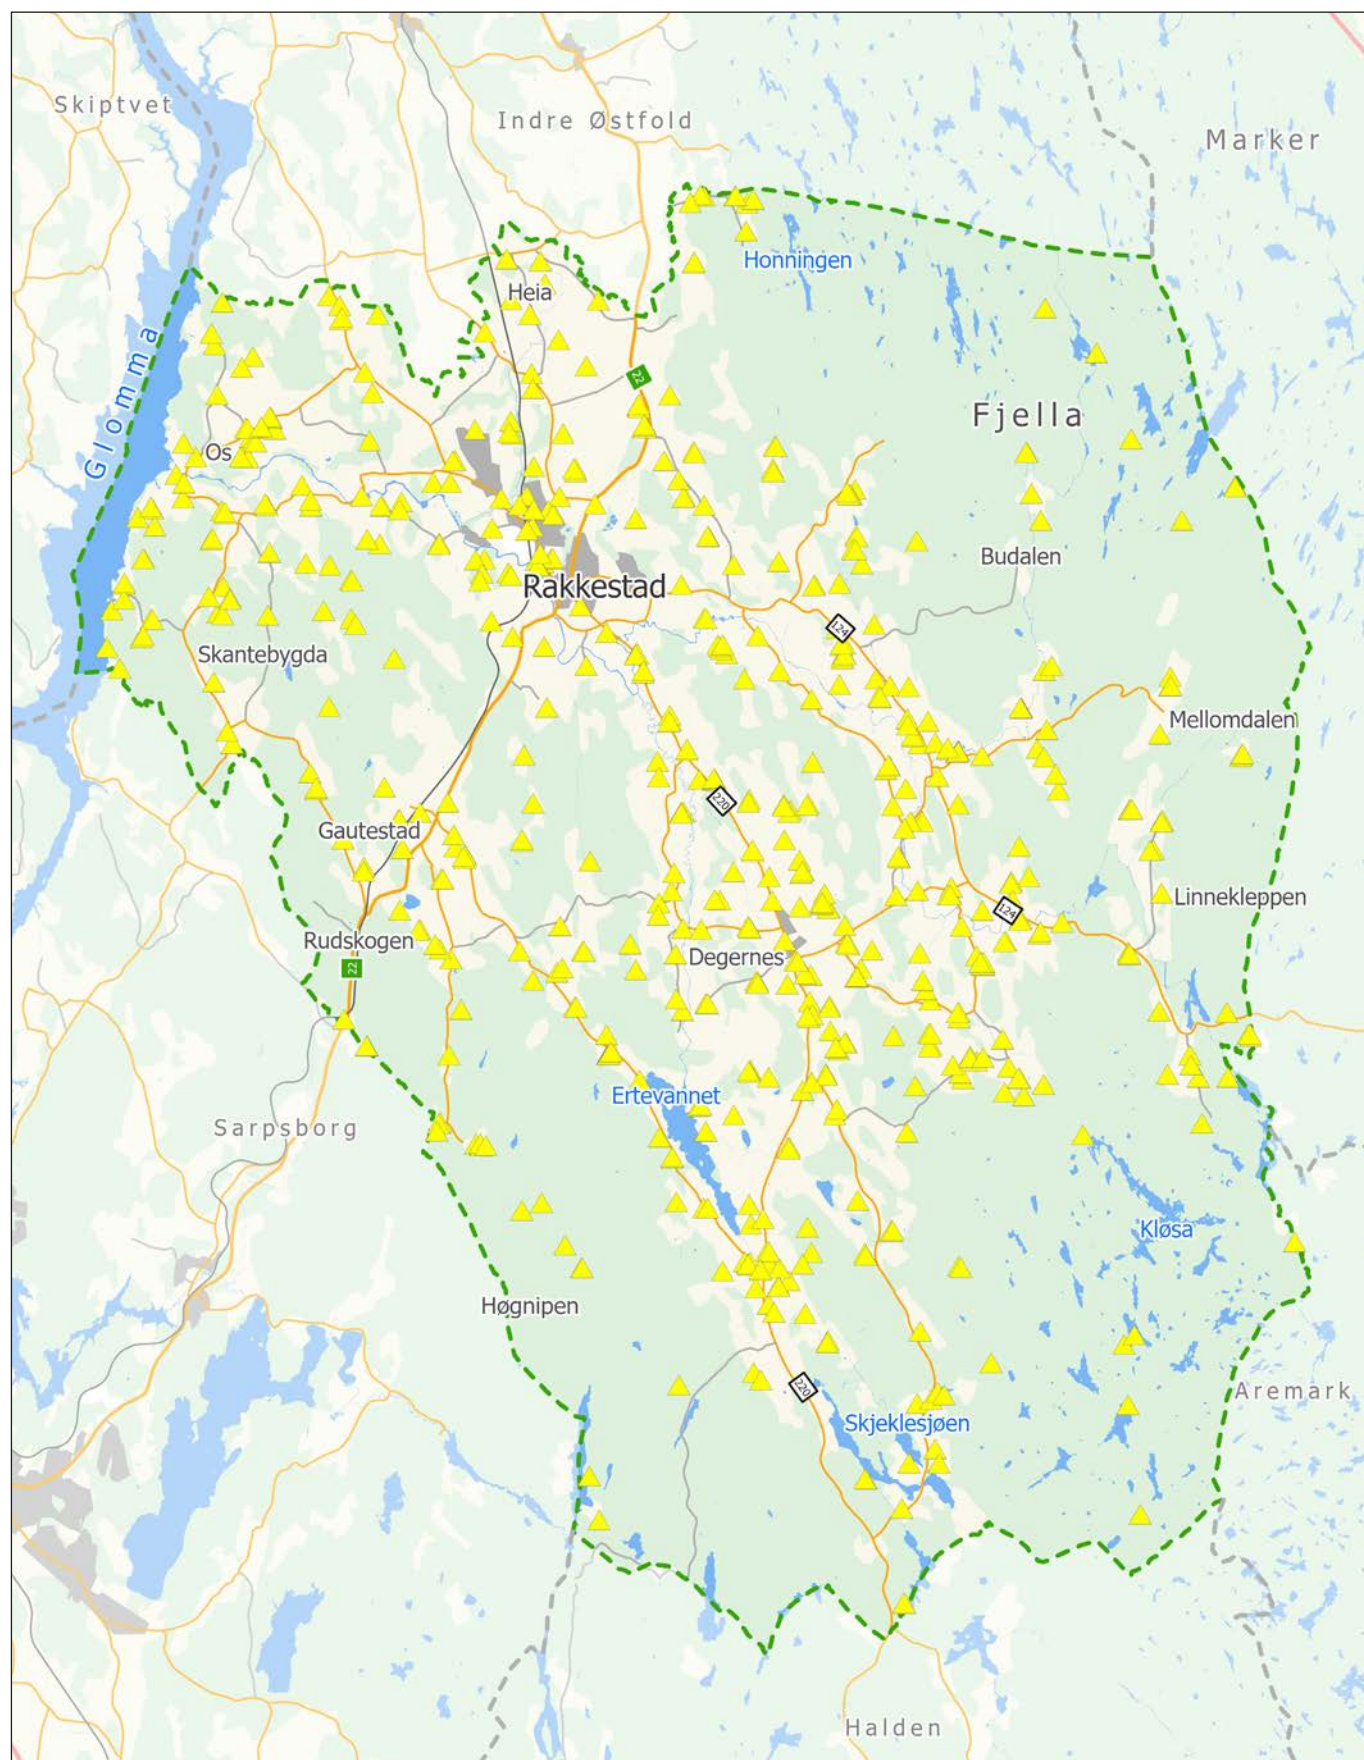 Skiptvet
Indre Østfold
Marker
Honningen
Heia
Glomma
22
Fjella
Os
Budalen
Rakkestad
124
Skantebygda
Mellomdalen
220
Gautestad
Linnekleppen
124
Rudskogen
Degernes
22
Ertevannet
Sarpsborg
Kløsa
Høgnipen
220
Aremark
Skjeklesjøen
Halden